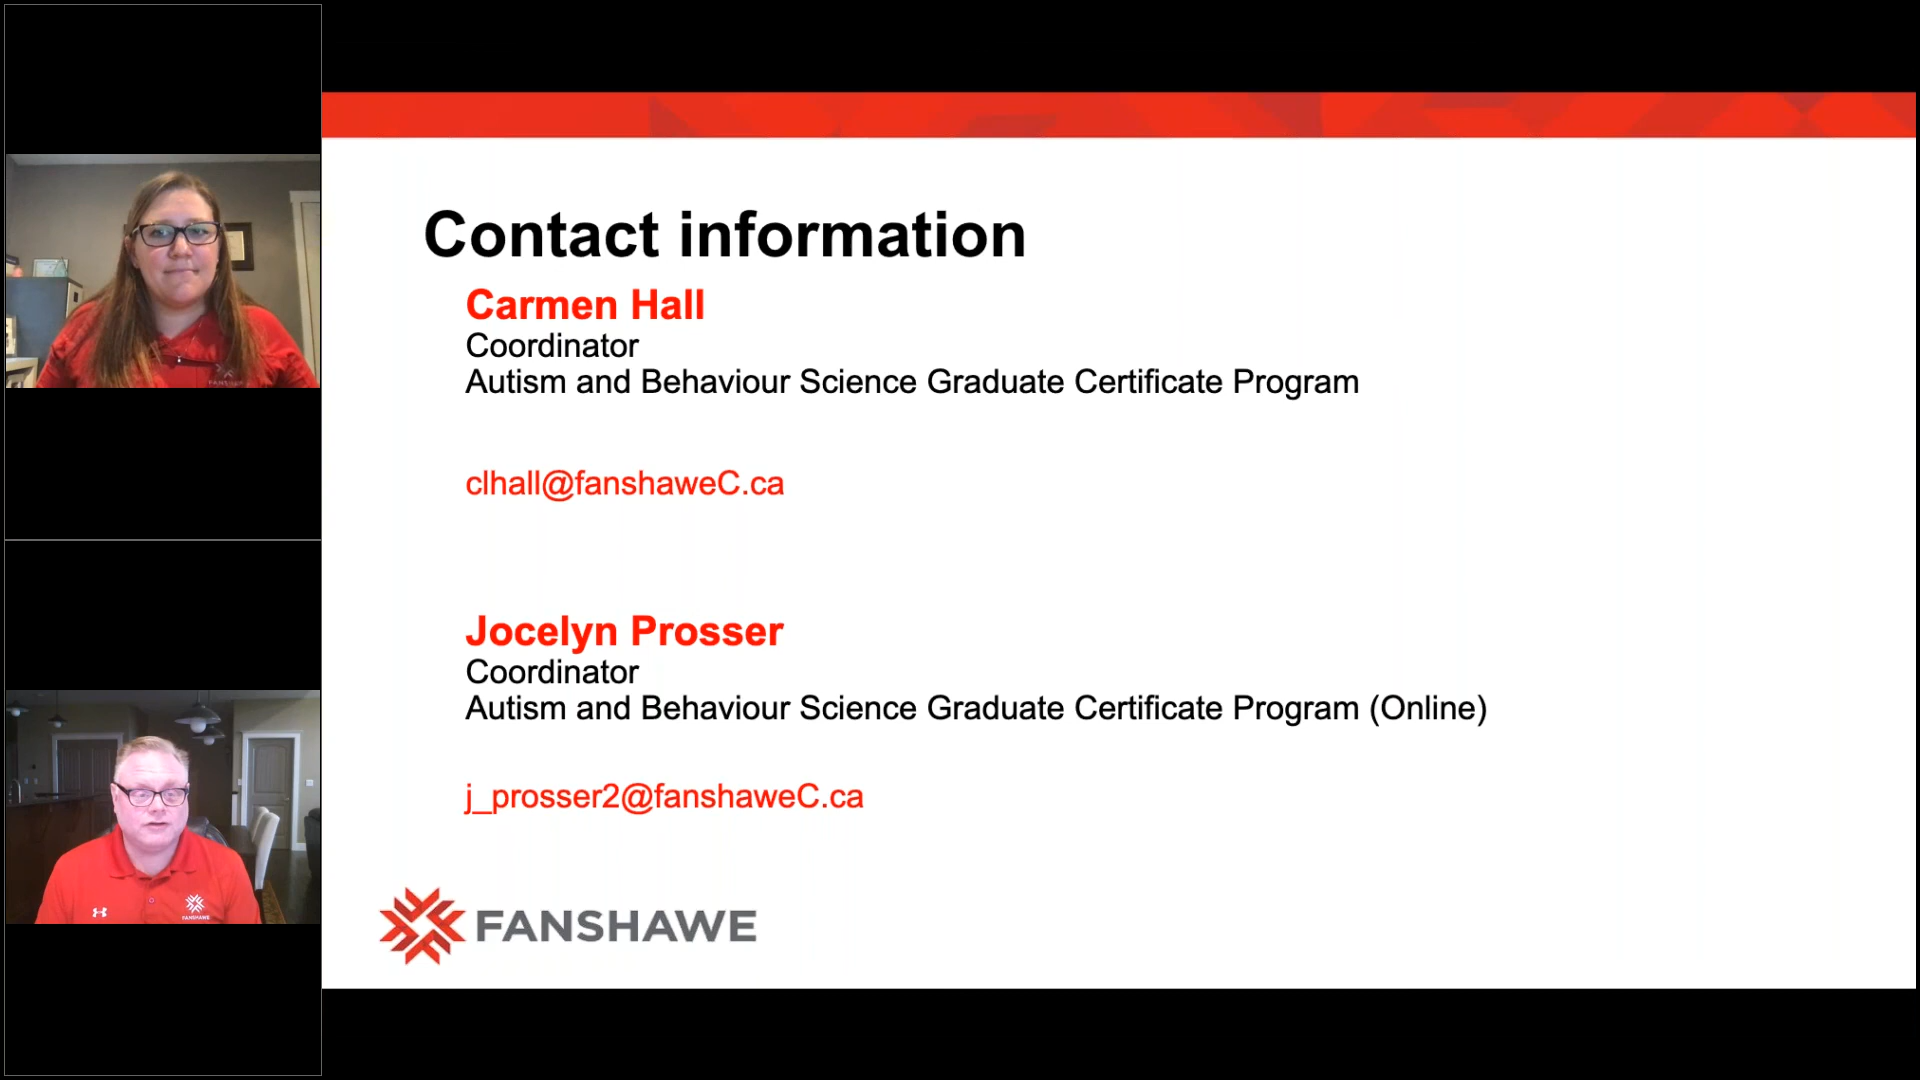 Contact information
Carmen Hall
Coordinator
Autism and Behaviour Science Graduate Certificate Program
clhall@fanshaweC.ca
Jocelyn Prosser
Coordinator
Autism and Behaviour Science Graduate Certificate Program (Online)
j_prosser2@fanshaweC.ca
FANSHAWE
FANSHAWE